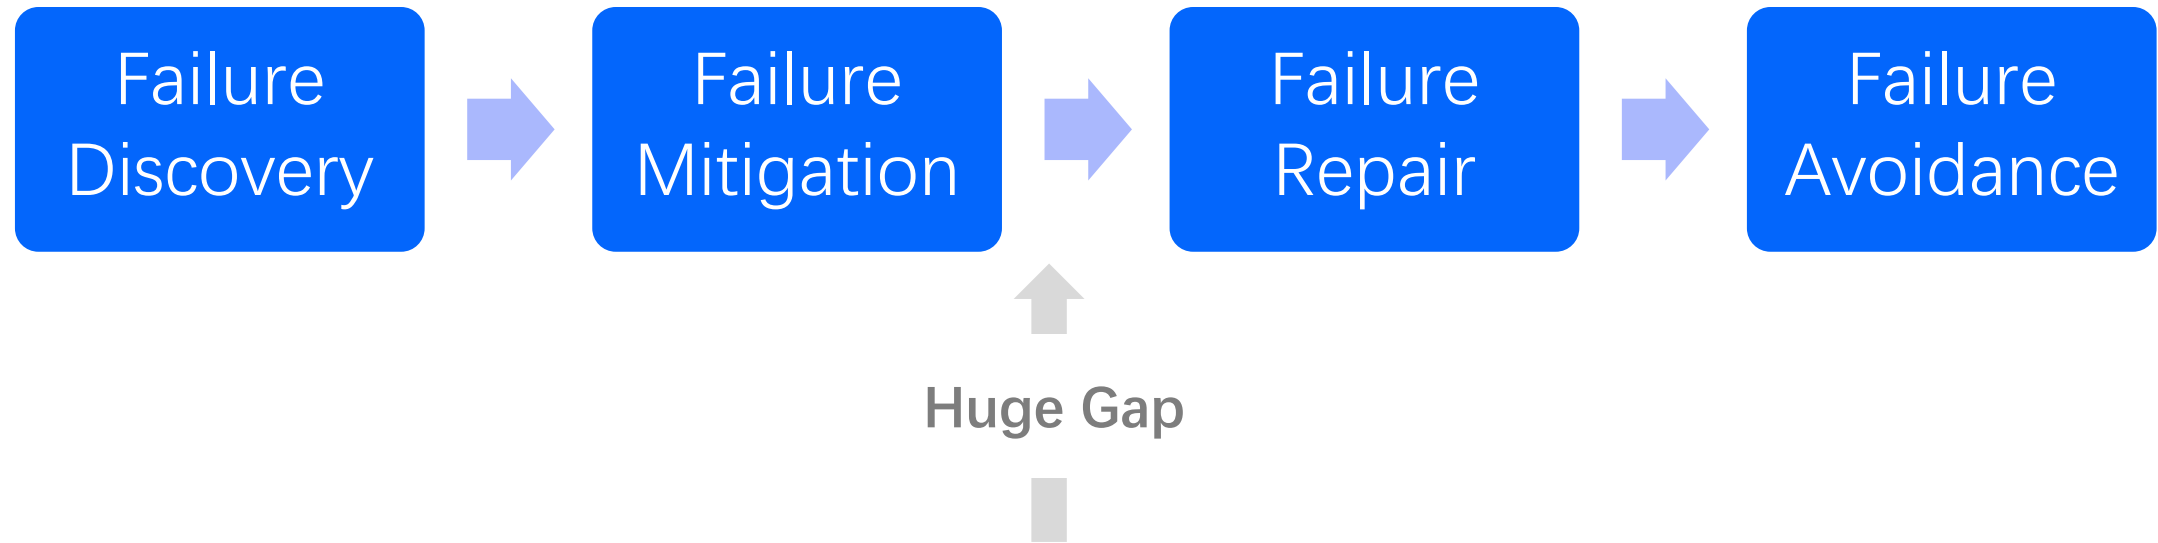 Failure
Discovery
Failure
Mitigation
Failure
Repair
Failure
Avoidance
Huge Gap